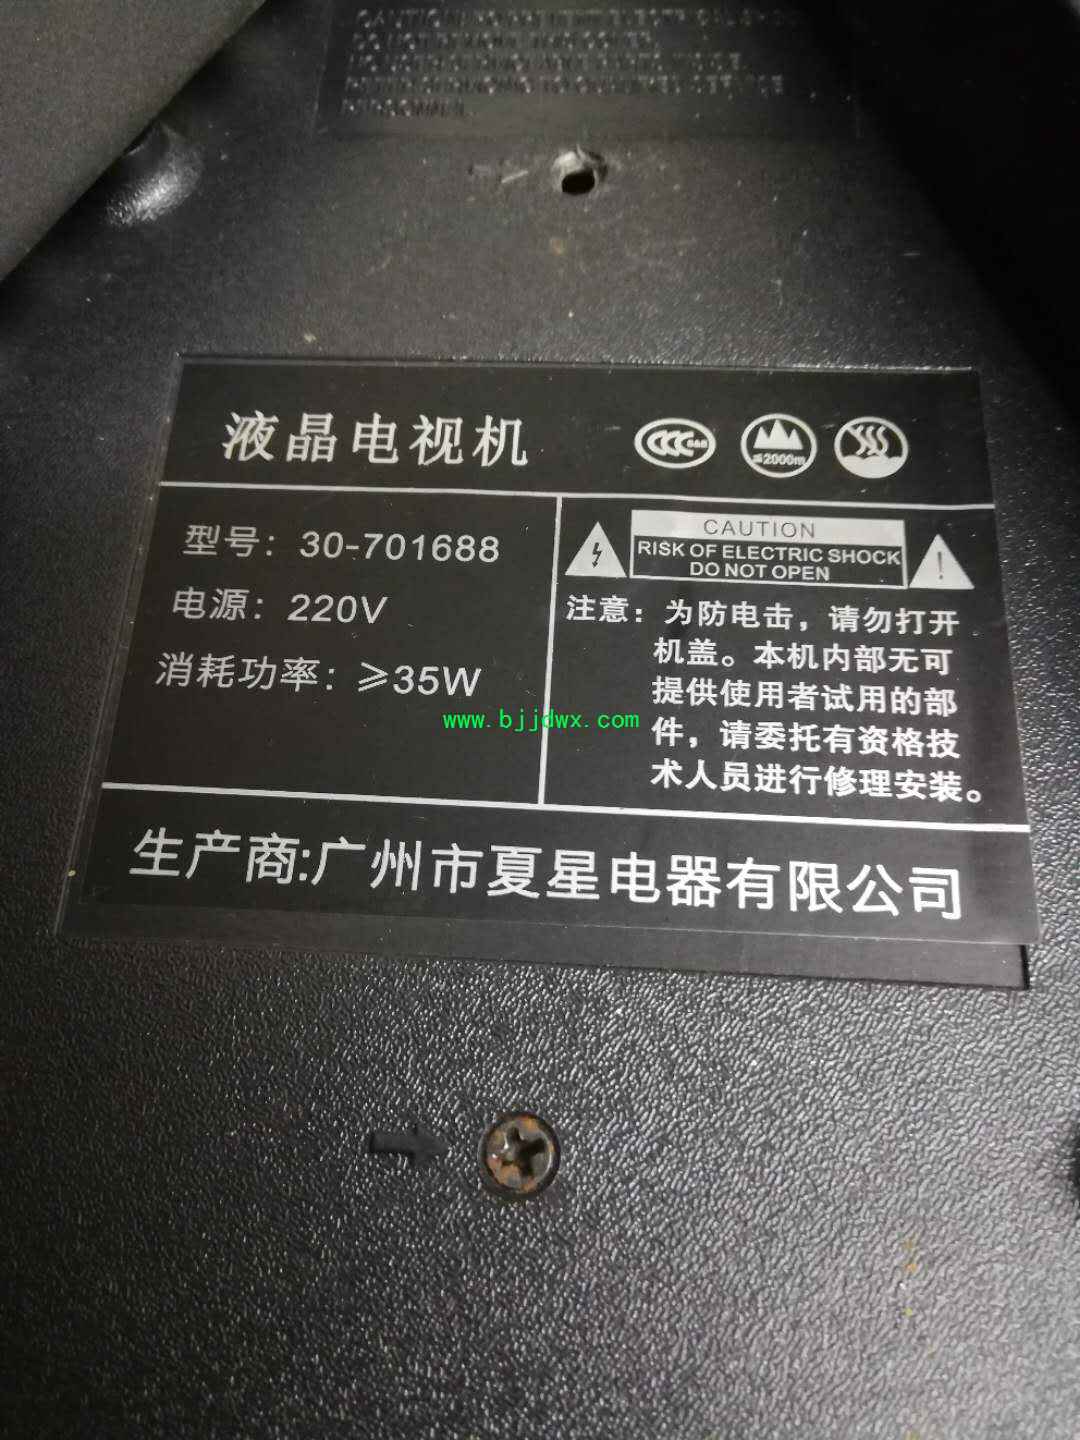 液晶电视机
CCC S&E
≤2000m
型号: 30-701688
电源: 220V
消耗功率: ≥35W
CAUTION
RISK OF ELECTRIC SHOCK
DO NOT OPEN
注意: 为防电击，请勿打开
机盖。本机内部无可
提供使用者试用的部
件，请委托有资格技
术人员进行修理安装。
www.bjjdwx.com
生产商:广州市夏星电器有限公司